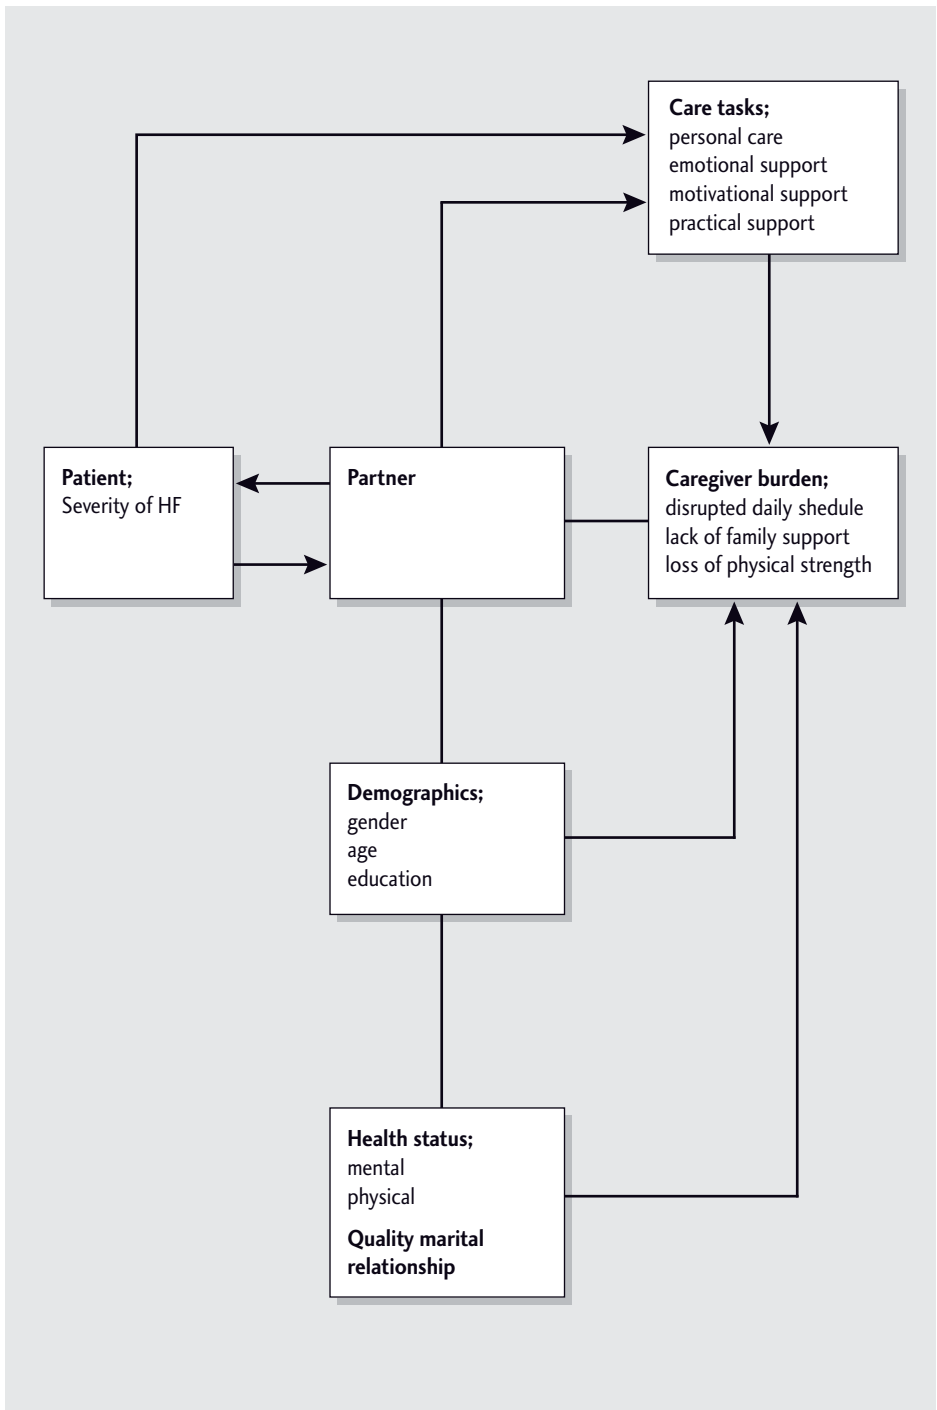 Care tasks;
personal care
emotional support
motivational support
practical support
Patient;
Severity of HF
Partner
Caregiver burden;
disrupted daily shedule
lack of family support
loss of physical strength
Demographics;
gender
age
education
Health status;
mental
physical
Quality marital
relationship